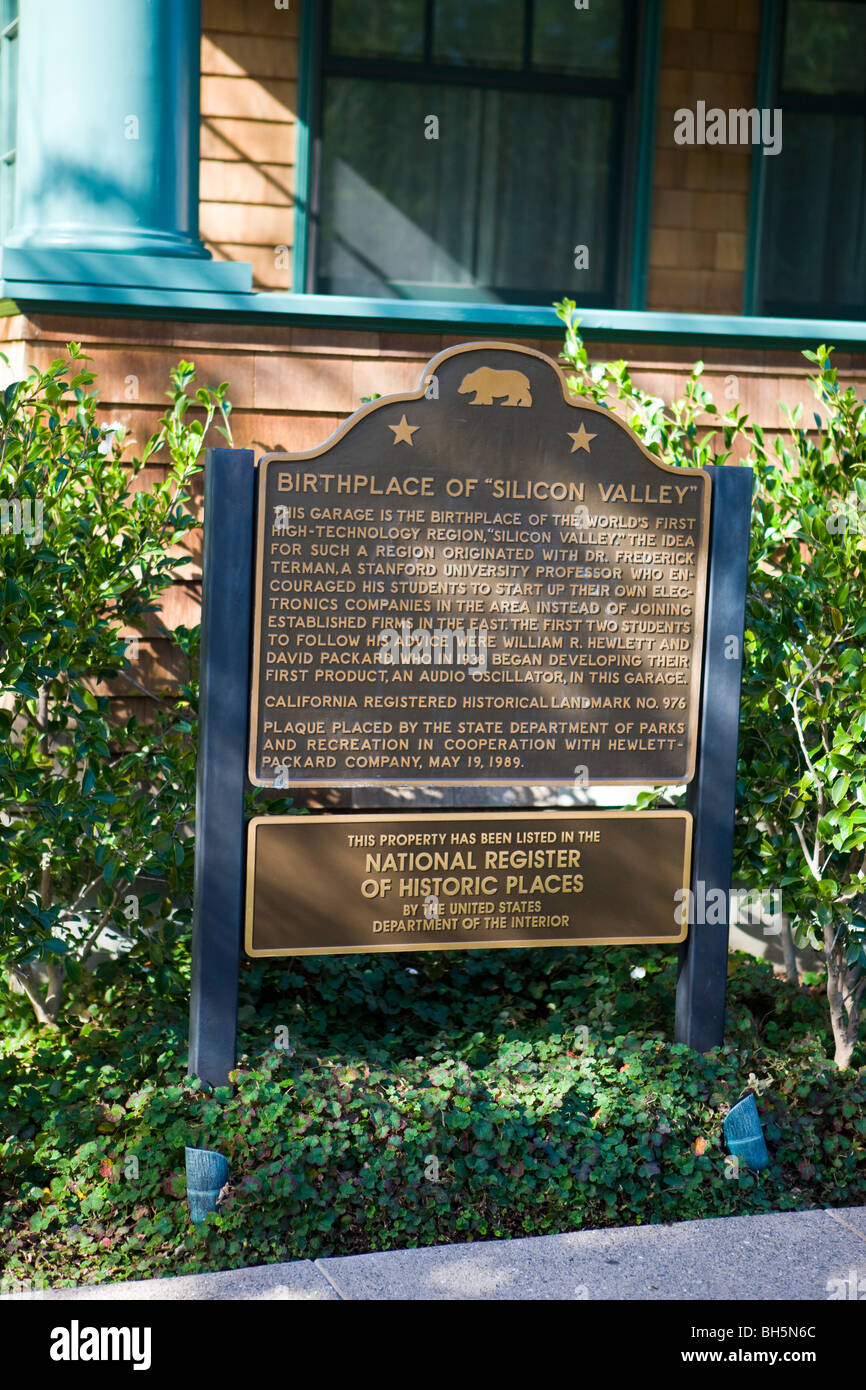 BIRTHPLACE OF "SILICON VALLEY"
THIS GARAGE IS THE BIRTHPLACE OF THE WORLD'S FIRST
HIGH-TECHNOLOGY REGION, "SILICON VALLEY." THE IDEA
FOR SUCH A REGION ORIGINATED WITH DR. FREDERICK
TERMAN, A STANFORD UNIVERSITY PROFESSOR WHO EN-
COURAGED HIS STUDENTS TO START UP THEIR OWN ELEC-
TRONICS COMPANIES IN THE AREA INSTEAD OF JOINING
ESTABLISHED FIRMS IN THE EAST. THE FIRST TWO STUDENTS
TO FOLLOW HIS ADVICE WERE WILLIAM R. HEWLETT AND
DAVID PACKARD, WHO IN 1938 BEGAN DEVELOPING THEIR
FIRST PRODUCT, AN AUDIO OSCILLATOR, IN THIS GARAGE.
CALIFORNIA REGISTERED HISTORICAL LANDMARK NO. 976
PLAQUE PLACED BY THE STATE DEPARTMENT OF PARKS
AND RECREATION IN COOPERATION WITH HEWLETT-
PACKARD COMPANY, MAY 19, 1989.
THIS PROPERTY HAS BEEN LISTED IN THE
NATIONAL REGISTER
OF HISTORIC PLACES
BY THE UNITED STATES
DEPARTMENT OF THE INTERIOR
alamy
a
alamy stock photo
BH5N6C
www.alamy.com